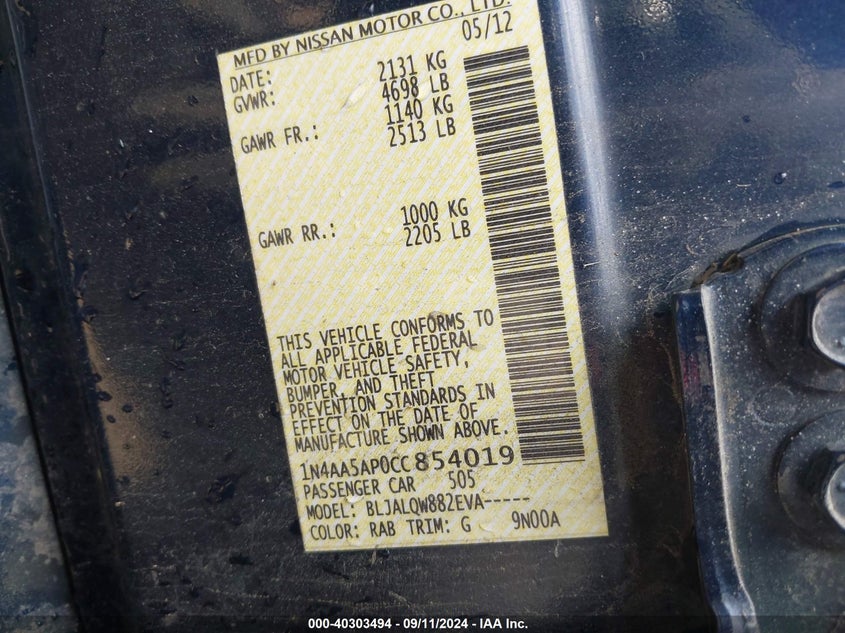 MFD BY NISSAN MOTOR CO., LTD.
DATE: 05/12
GVWR: 2131 KG
4698 LB
GAWR FR.: 1140 KG
2513 LB
GAWR RR.: 1000 KG
2205 LB
THIS VEHICLE CONFORMS TO
ALL APPLICABLE FEDERAL
MOTOR VEHICLE SAFETY,
BUMPER, AND THEFT
PREVENTION STANDARDS IN
EFFECT ON THE DATE OF
MANUFACTURE SHOWN ABOVE.
1N4AA5AP0CC854019
PASSENGER CAR 505
MODEL: BLJALQW882EVA-----
COLOR: RAB TRIM: G 9N00A
000-40303494 - 09/11/2024 - IAA Inc.